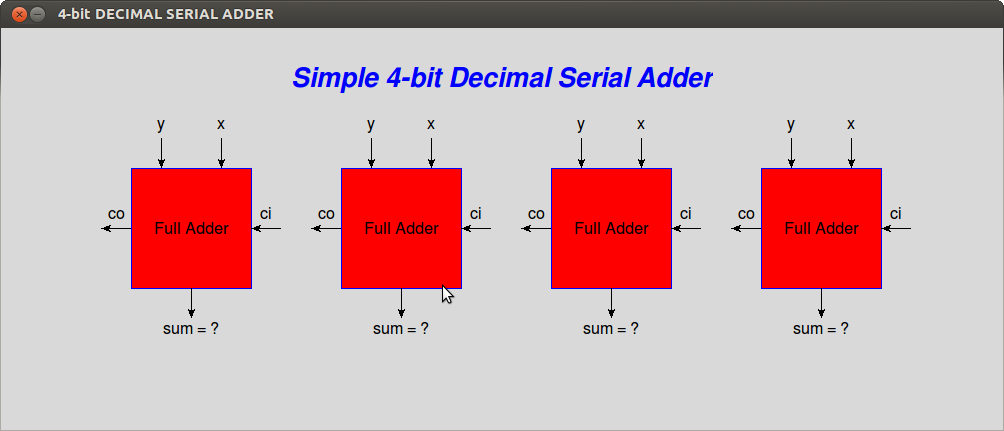 4-bit DECIMAL SERIAL ADDER
Simple 4-bit Decimal Serial Adder
y x y x y x y x
co Full Adder ci co Full Adder ci co Full Adder ci co Full Adder ci
sum = ? sum = ? sum = ? sum = ?